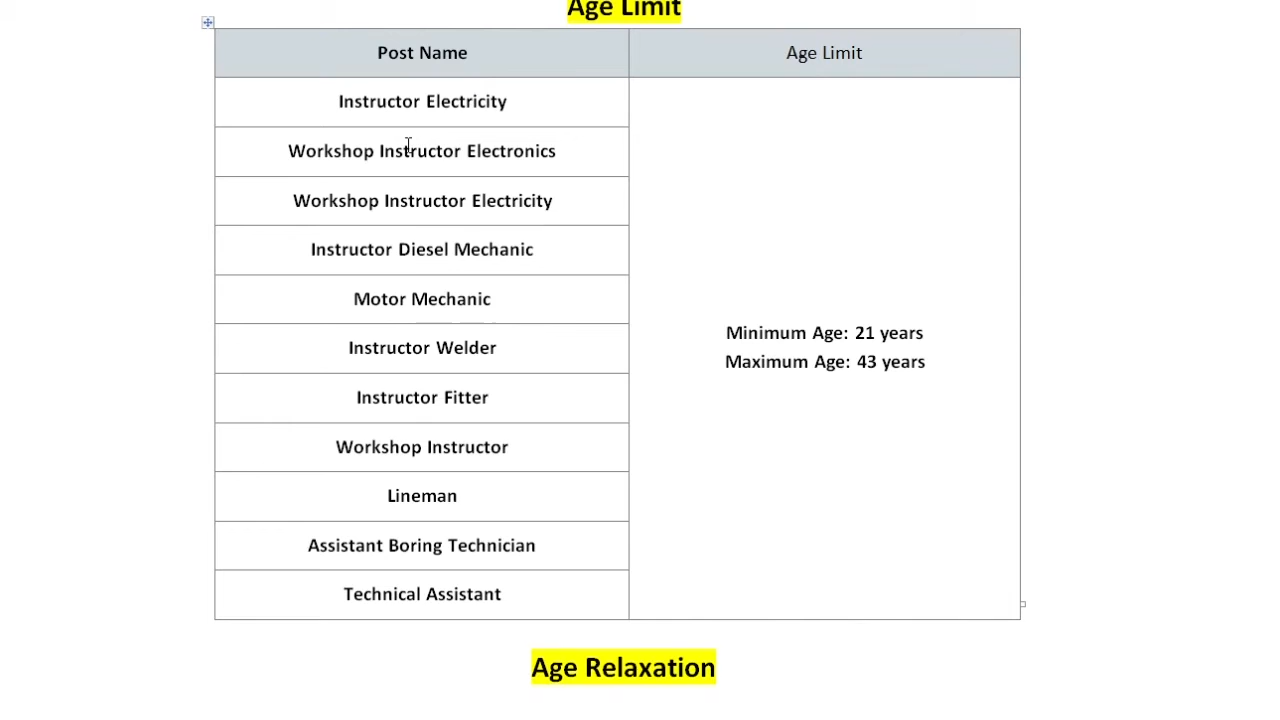 Age Limit
Post Name
Age Limit
Instructor Electricity
Workshop Instructor Electronics
Workshop Instructor Electricity
Instructor Diesel Mechanic
Motor Mechanic
Instructor Welder
Instructor Fitter
Workshop Instructor
Lineman
Assistant Boring Technician
Technical Assistant
Minimum Age: 21 years
Maximum Age: 43 years
Age Relaxation